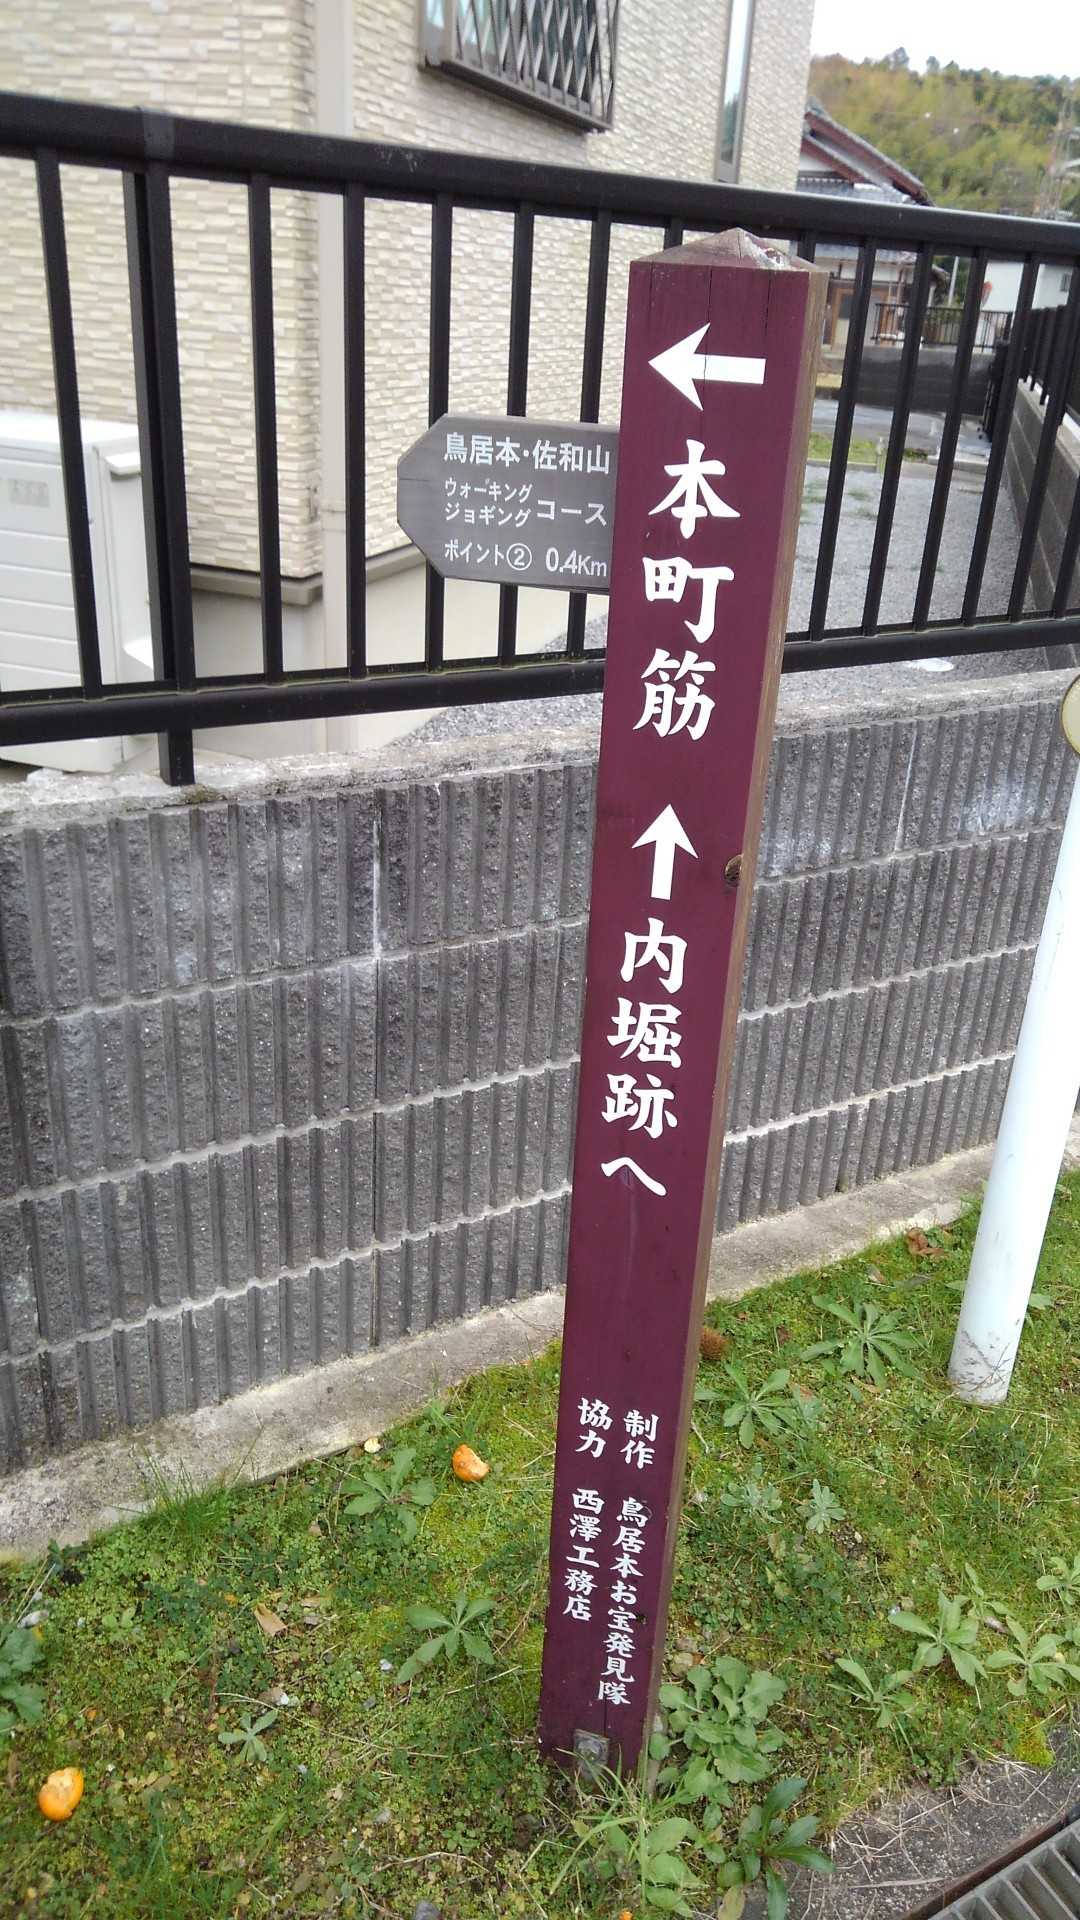 ← 本町筋
↑ 内堀跡へ
鳥居本・佐和山
ウォーキング
ジョギング コース
ポイント② 0.4Km
制作 鳥居本お宝発見隊
協力 西澤工務店